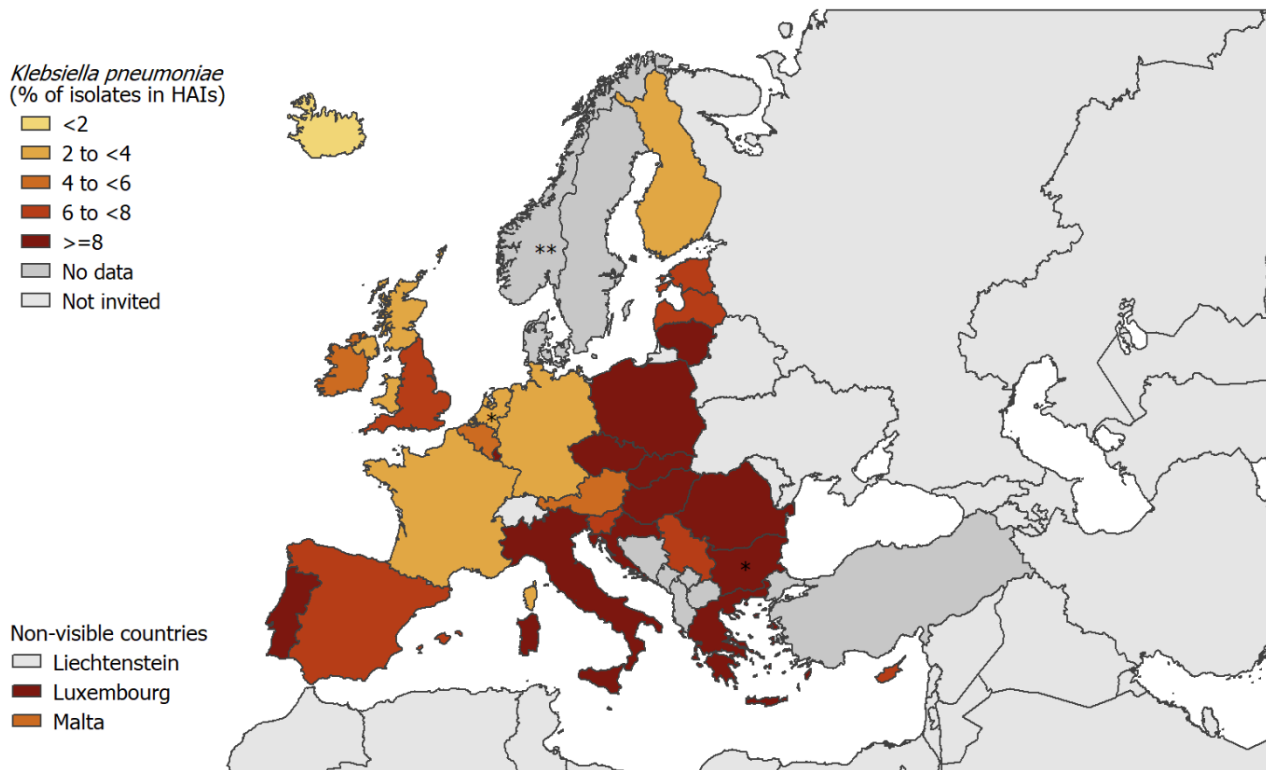 Klebsiella pneumoniae
(% of isolates in HAIs)
<2
2 to <4
4 to <6
6 to <8
>=8
No data
Not invited
**
*
*
Non-visible countries
Liechtenstein
Luxembourg
Malta